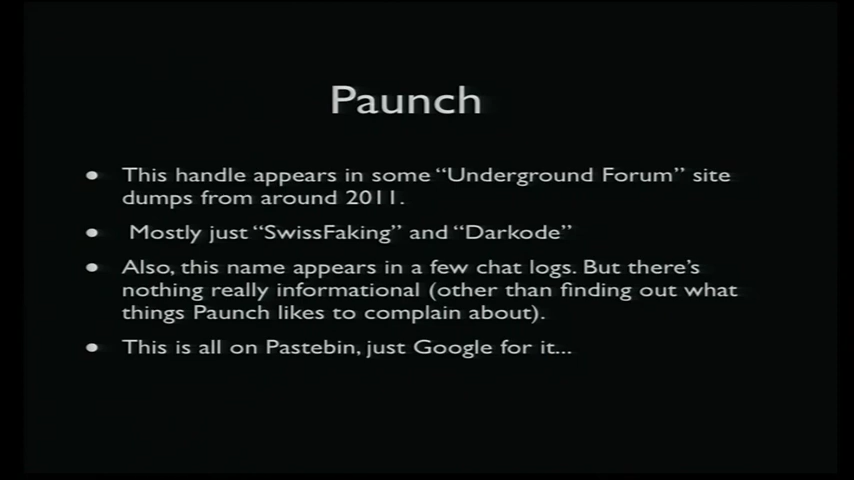 Paunch
● This handle appears in some “Underground Forum” site
dumps from around 2011.
● Mostly just “SwissFaking” and “Darkode”
● Also, this name appears in a few chat logs. But there’s
nothing really informational (other than finding out what
things Paunch likes to complain about).
● This is all on Pastebin, just Google for it...